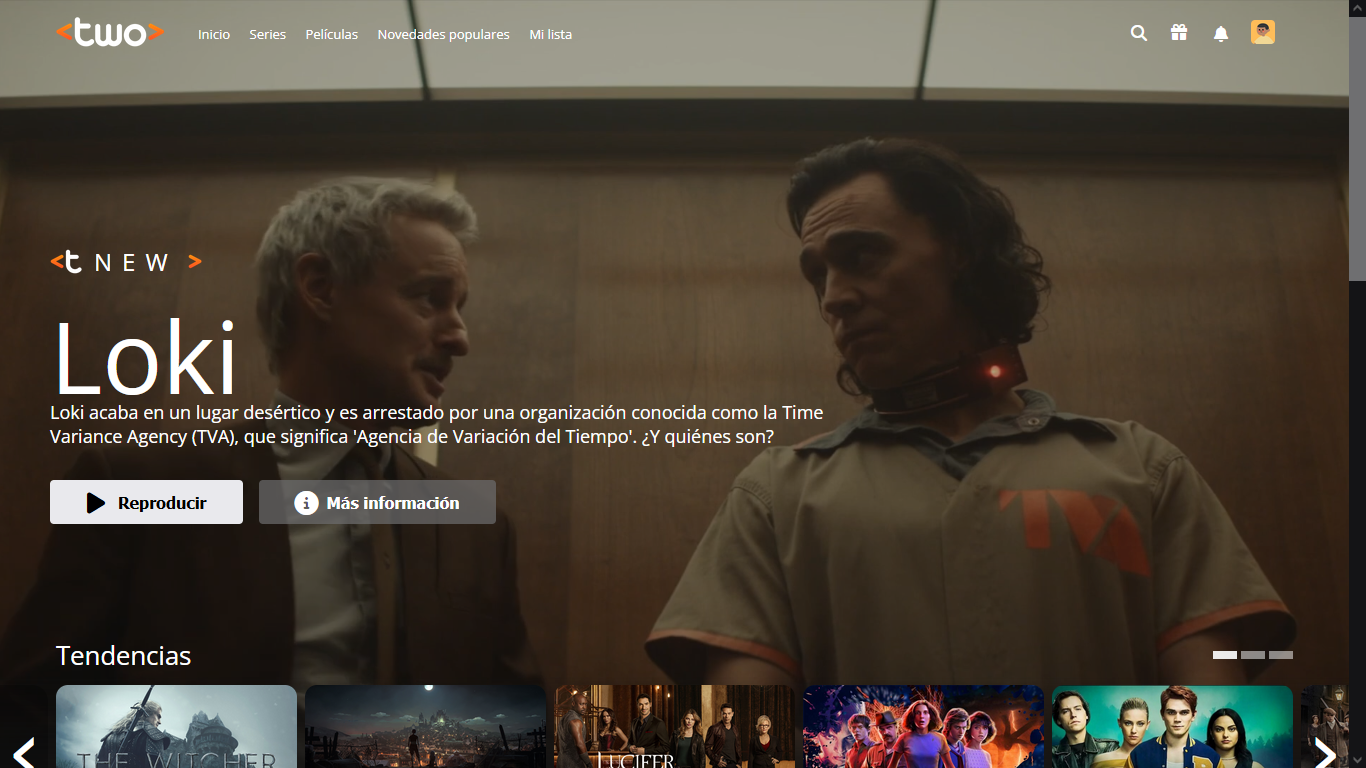 <two>
Inicio Series Películas Novedades populares Mi lista
<t NEW >
Loki
Loki acaba en un lugar desértico y es arrestado por una organización conocida como la Time
Variance Agency (TVA), que significa 'Agencia de Variación del Tiempo'. ¿Y quiénes son?
Reproducir
Más información
TVA
Tendencias
THE WITCHER
LUCIFER